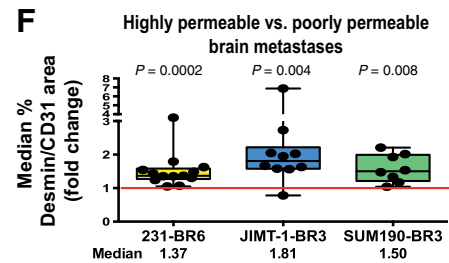 F
Highly permeable vs. poorly permeable
brain metastases
P = 0.0002 P = 0.004 P = 0.008
Median %
Desmin/CD31 area
(fold change)
8
7
6
5
4
3
2
1
0
231-BR6 JIMT-1-BR3 SUM190-BR3
Median 1.37 1.81 1.50